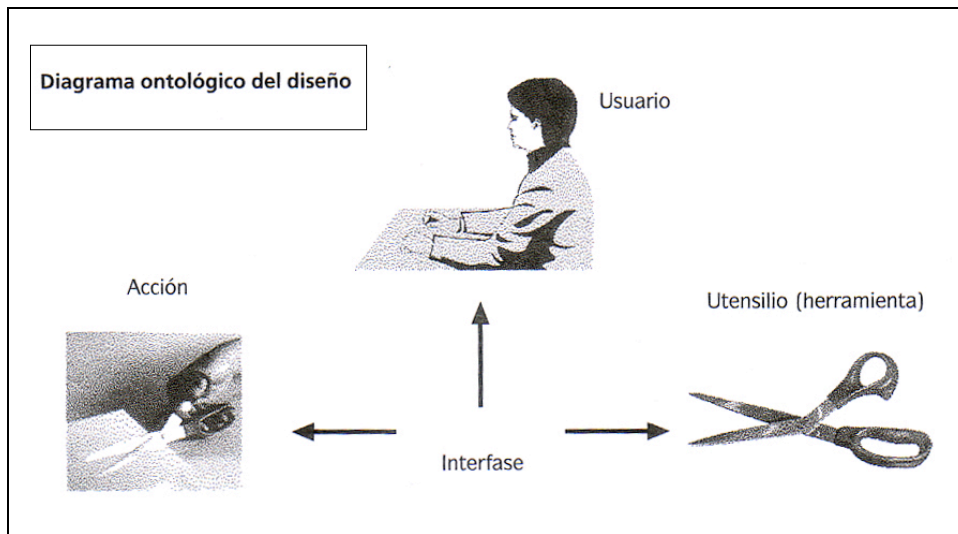 Diagrama ontológico del diseño
Usuario
Acción
Utensilio (herramienta)
Interfase